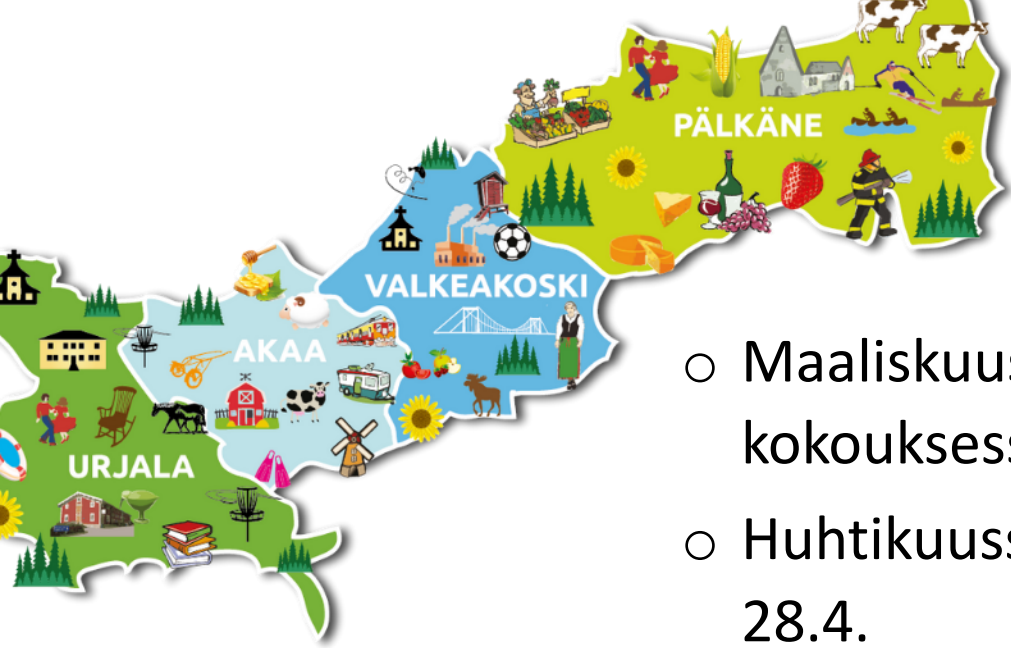 PÄLKÄNE
VALKEAKOSKI
AKAA
URJALA
○ Maaliskuus
kokouksess
○ Huhtikuuss
28.4.